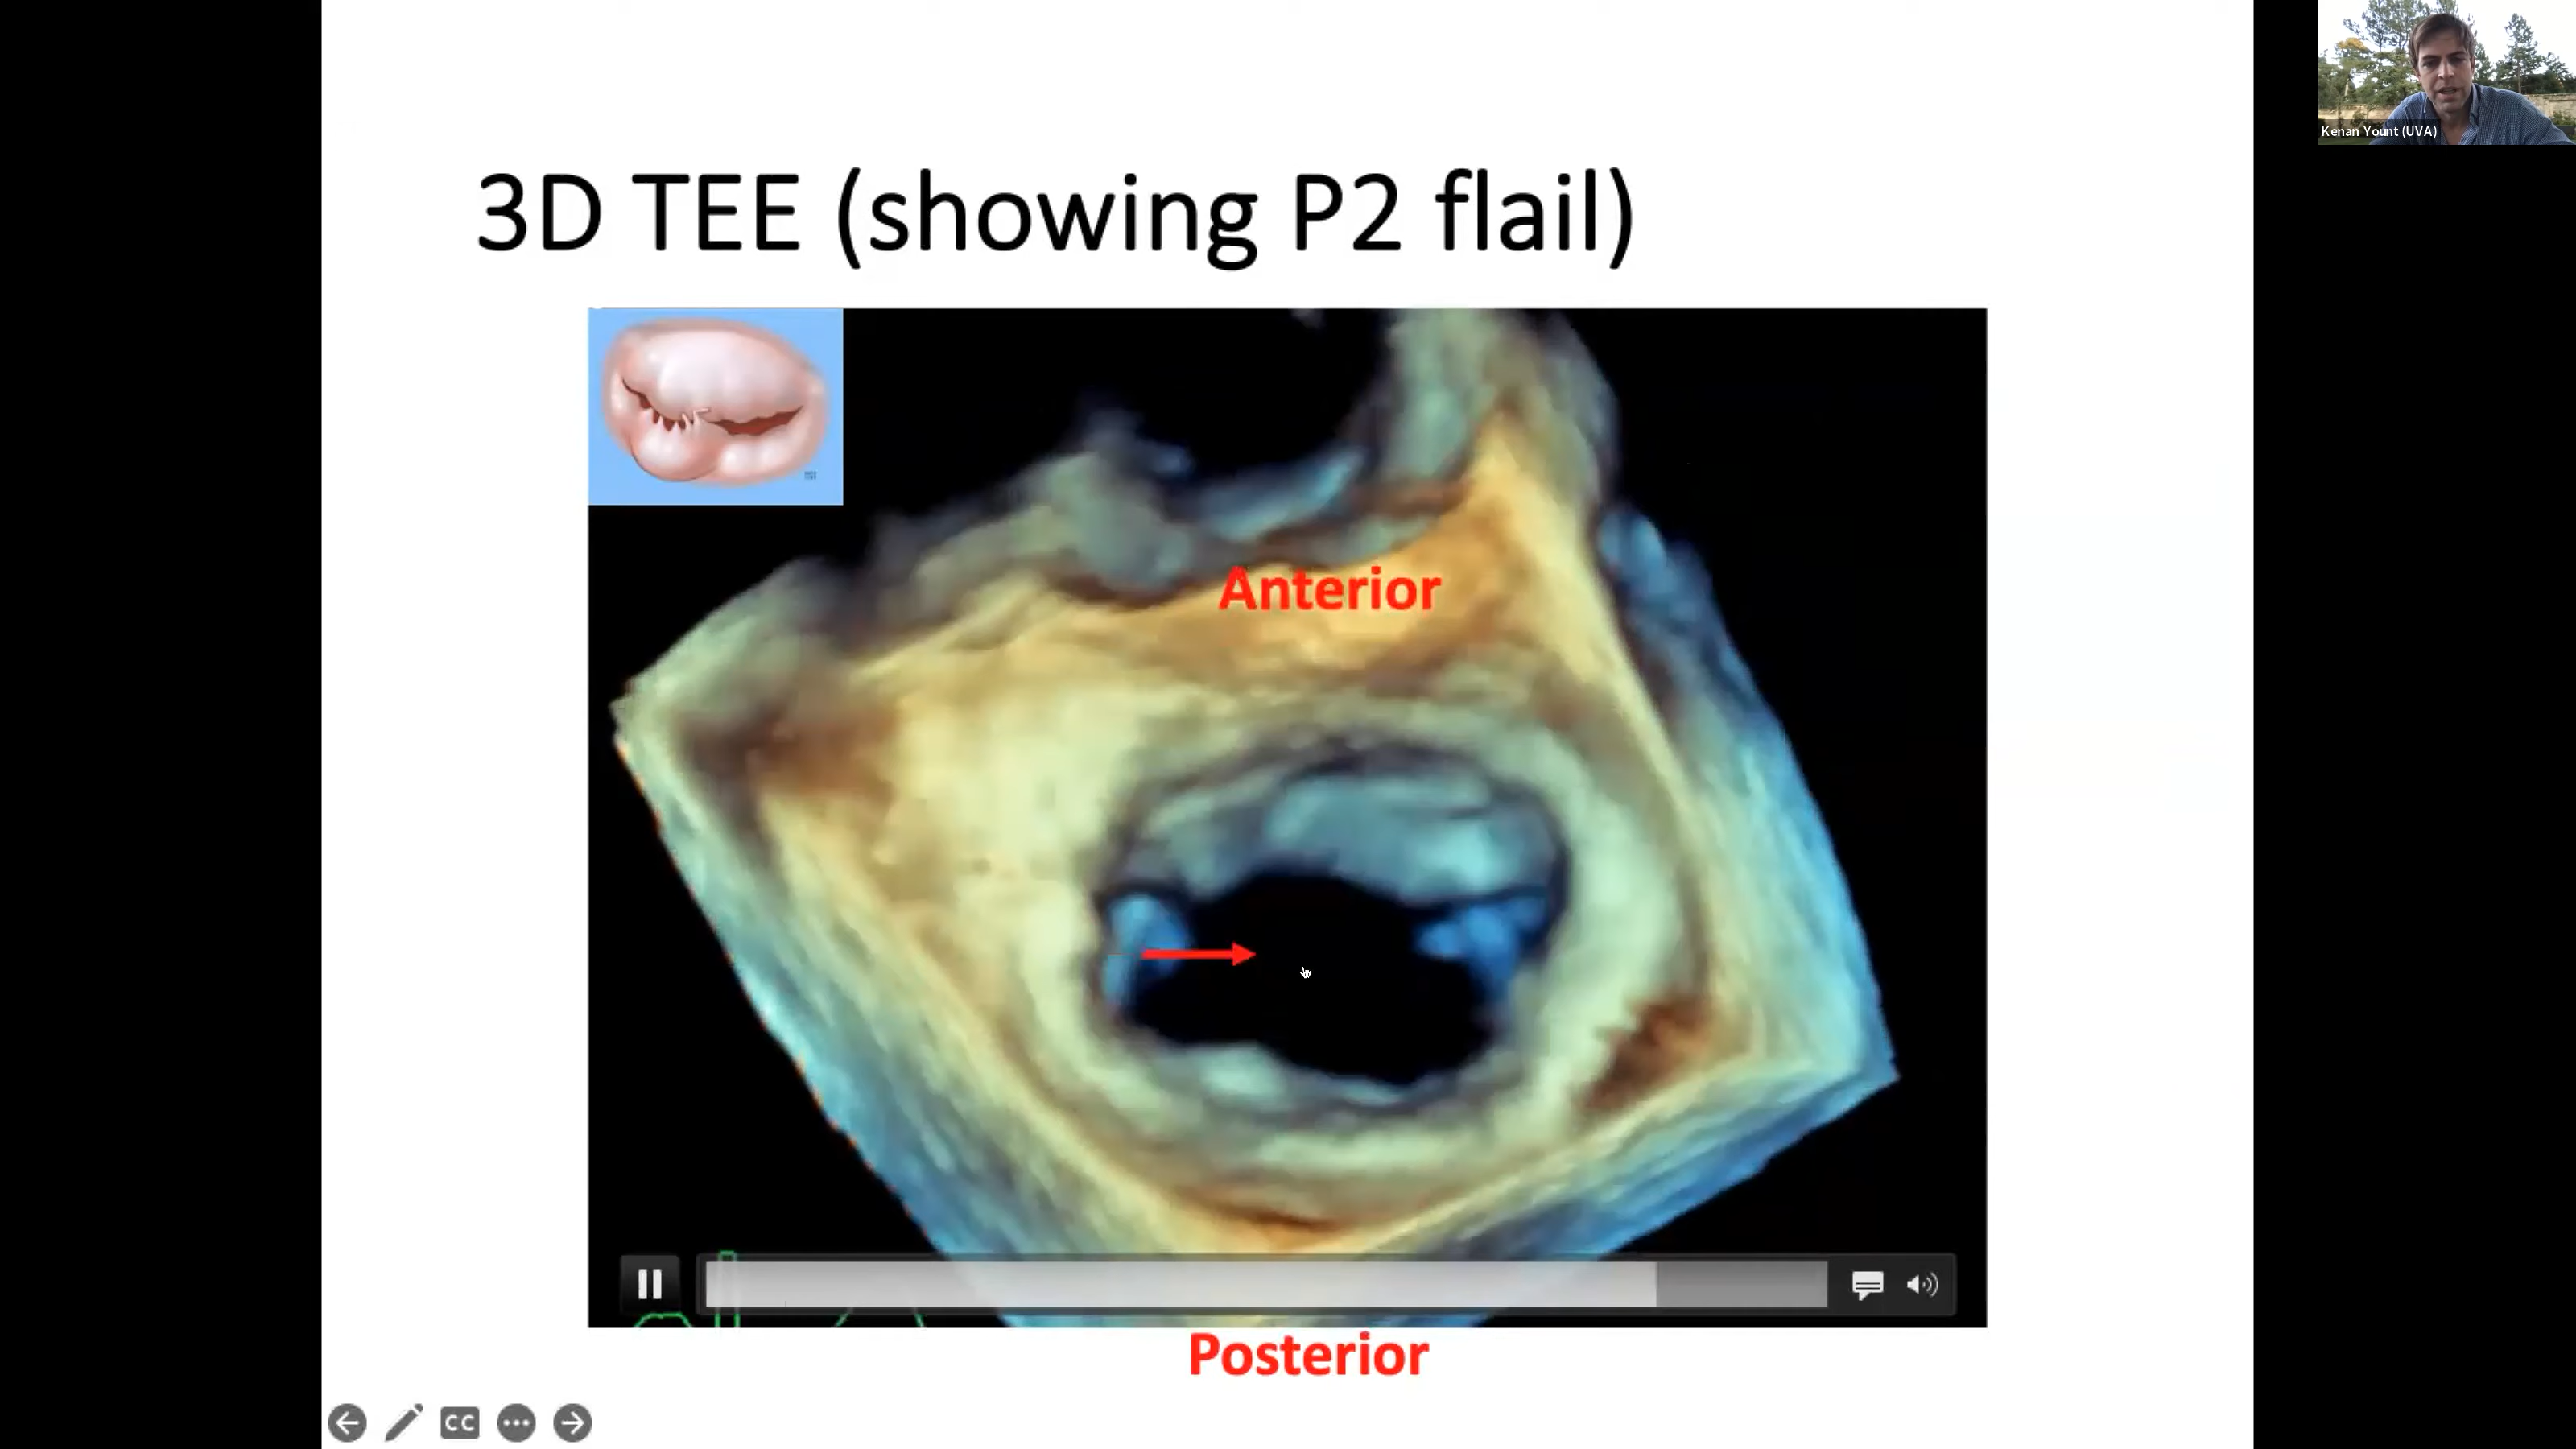 Kenan Yount (UVA)
3D TEE (showing P2 flail)
Anterior
Posterior
CC